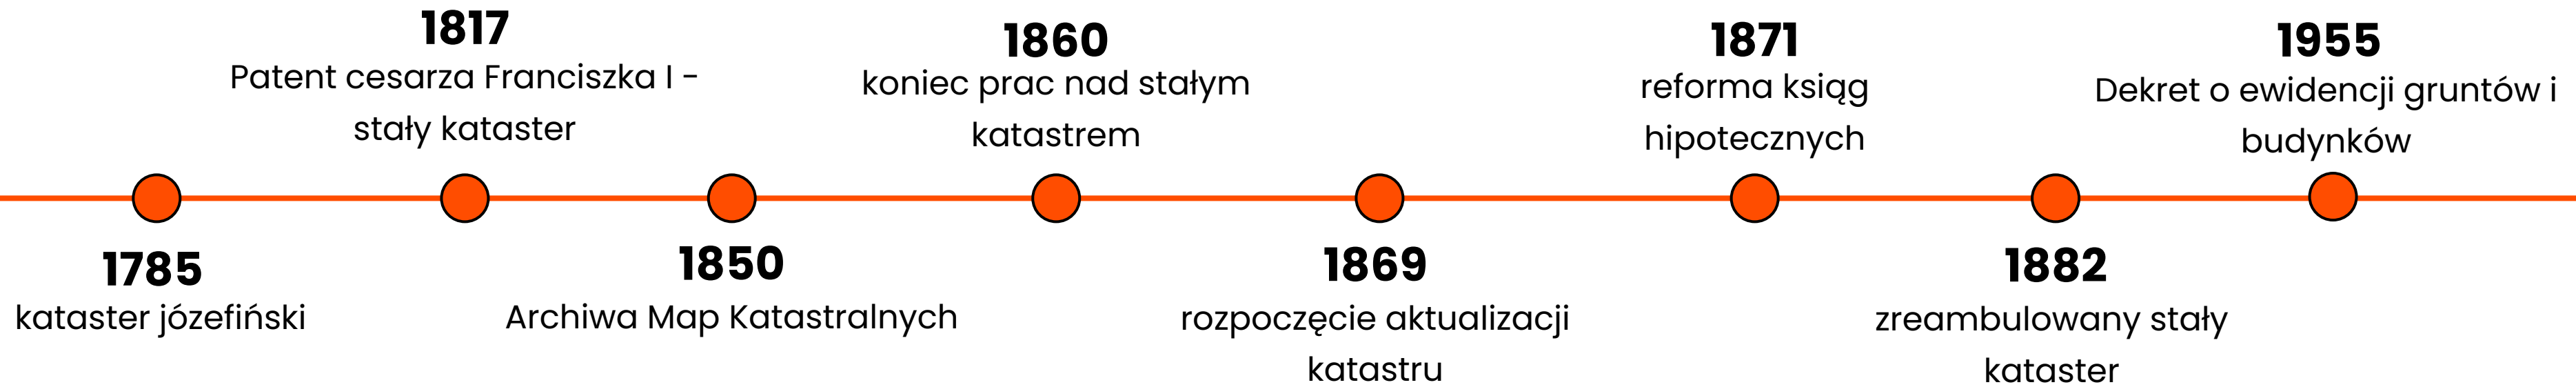 1785
kataster józefiński
1817
Patent cesarza Franciszka I -
stały kataster
1850
Archiwa Map Katastralnych
1860
koniec prac nad stałym
katastrem
1869
rozpoczęcie aktualizacji
katastru
1871
reforma ksiąg
hipotecznych
1882
zreambulowany stały
kataster
1955
Dekret o ewidencji gruntów i
budynków